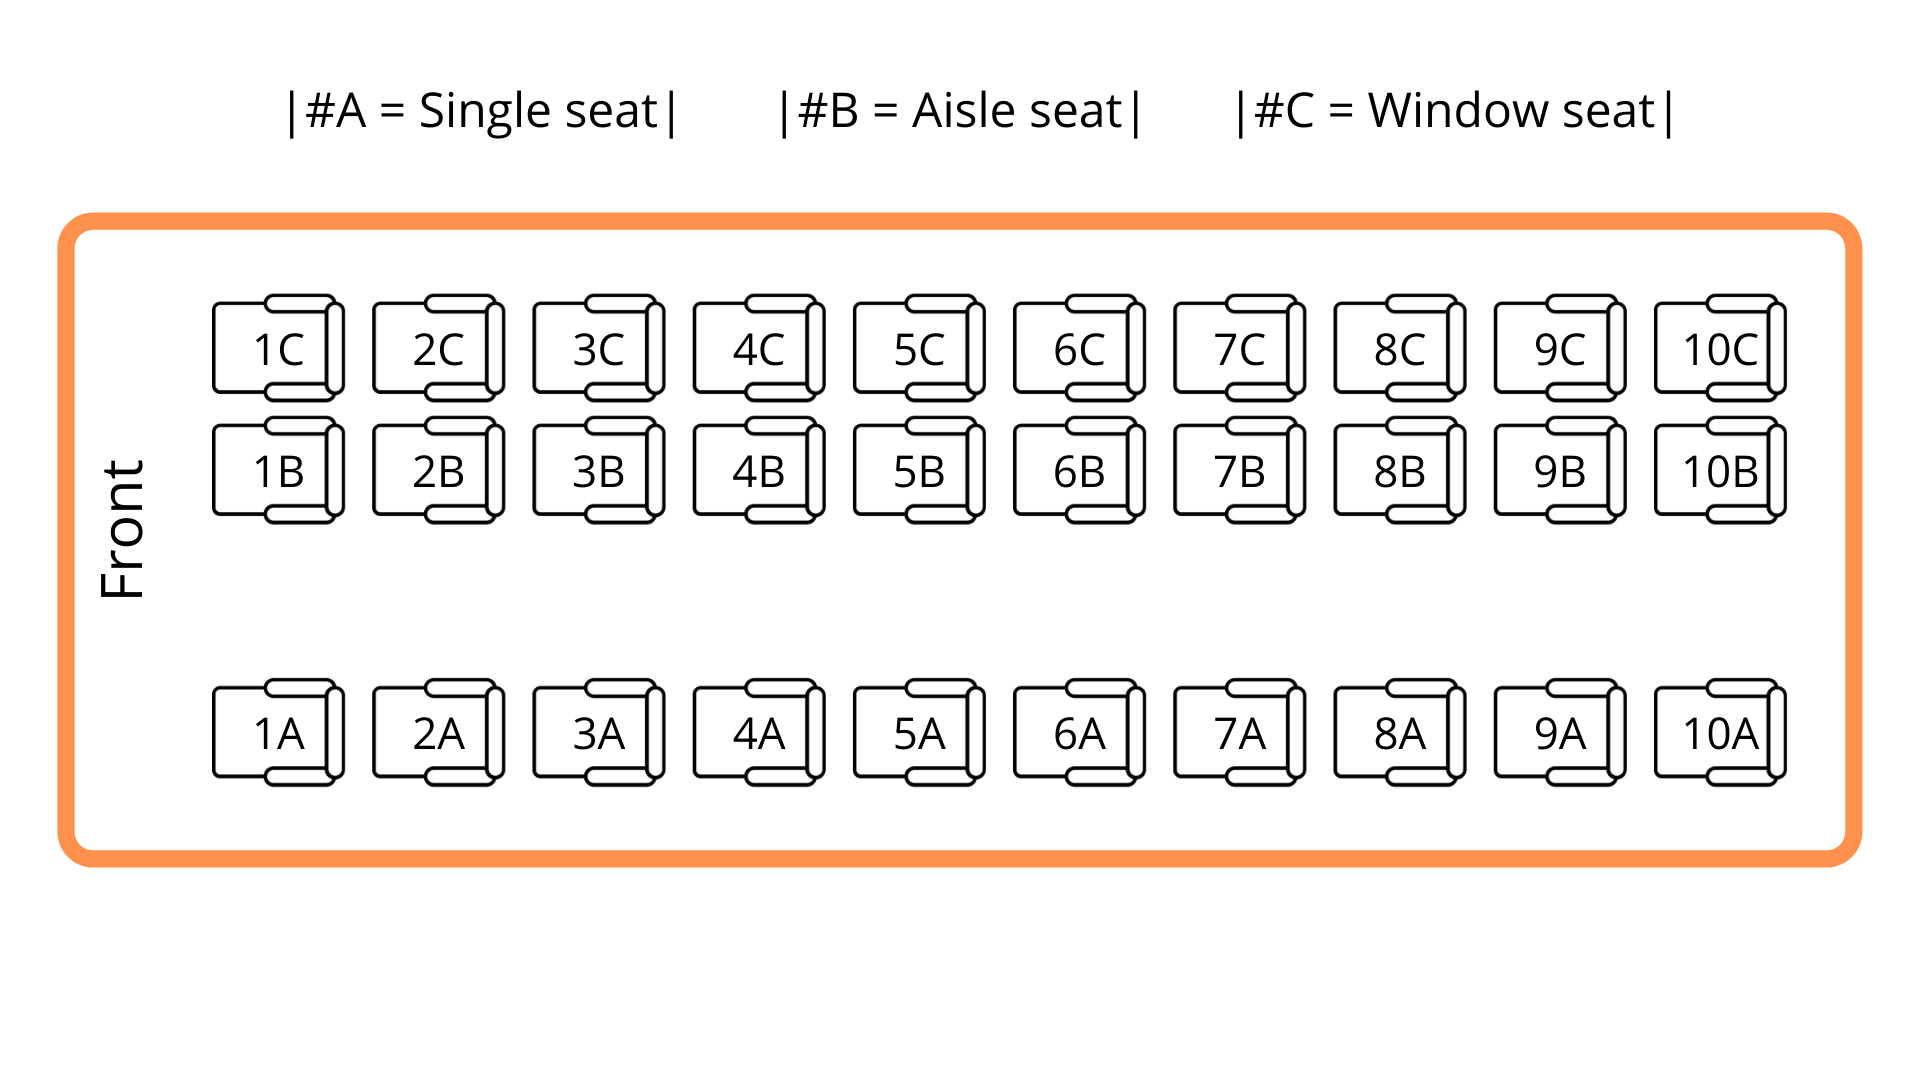 |#A = Single seat| |#B = Aisle seat| |#C = Window seat|
Front
1C 2C 3C 4C 5C 6C 7C 8C 9C 10C
1B 2B 3B 4B 5B 6B 7B 8B 9B 10B
1A 2A 3A 4A 5A 6A 7A 8A 9A 10A